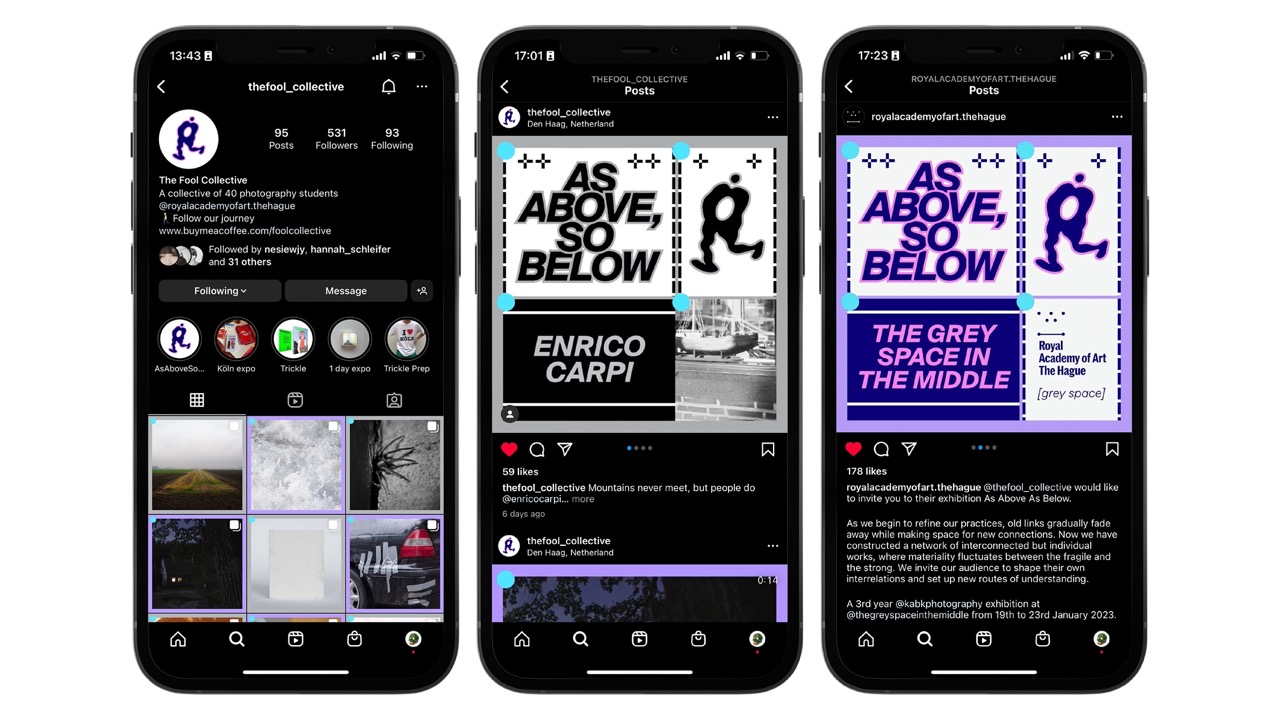 13:43
thefool_collective
95
531
93
Posts
Followers
Following
The Fool Collective
A collective of 40 photography students
@royalacademyofart.thehague
🚶🏻Follow our journey
www.buymeacoffee.com/foolcollective
Followed by nesiewjy, hannah_schleifer
and 31 others
Following
Message
AsAboveSo...
Köln expo
Trickle
1 day expo
Trickle Prep
I ♥
KÖLN
17:01
THEFOOL_COLLECTIVE
Posts
thefool_collective
Den Haag, Netherland
AS
ABOVE,
SO
BELOW
ENRICO
CARPI
59 likes
thefool_collective Mountains never meet, but people do
@enricocarpi... more
6 days ago
thefool_collective
Den Haag, Netherland
0:14
17:23
ROYALACADEMYOFART.THEHAGUE
Posts
royalacademyofart.thehague
AS
ABOVE,
SO
BELOW
THE GREY
SPACE IN
THE MIDDLE
Royal
Academy of Art
The Hague
[grey space]
178 likes
royalacademyofart.thehague @thefool_collective would like
to invite you to their exhibition As Above As Below.
As we begin to refine our practices, old links gradually fade
away while making space for new connections. Now we have
constructed a network of interconnected but individual
works, where materiality fluctuates between the fragile and
the strong. We invite our audience to shape their own
interrelations and set up new routes of understanding.
A 3rd year @kabkphotography exhibition at
@thegreyspaceinthemiddle from 19th to 23rd January 2023.